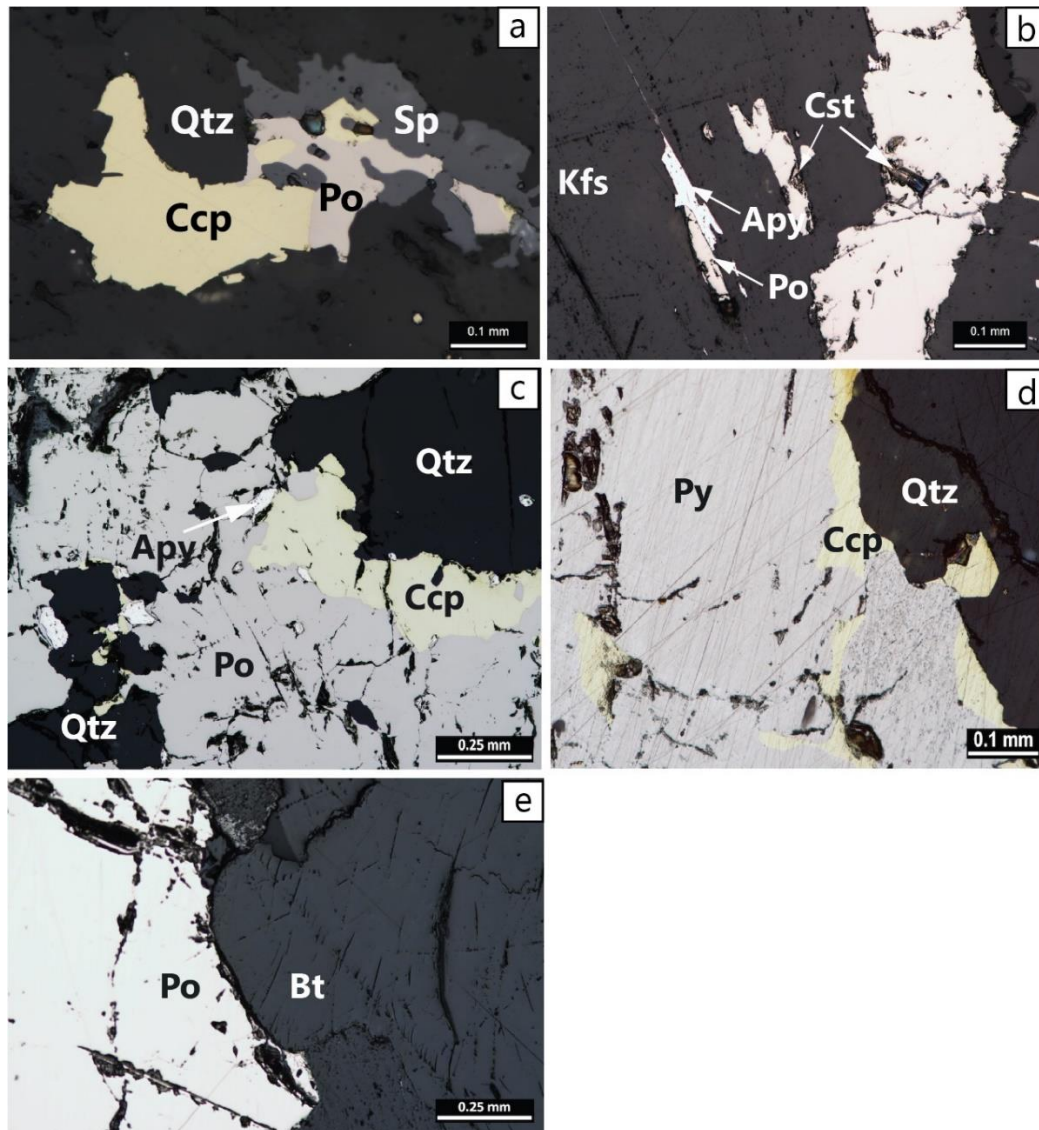 a
Qtz
Sp
Ccp
Po
0.1 mm
b
Cst
Kfs
Apy
Po
0.1 mm
c
Qtz
Apy
Ccp
Po
Qtz
0.25 mm
d
Py
Qtz
Ccp
0.1 mm
e
Po
Bt
0.25 mm